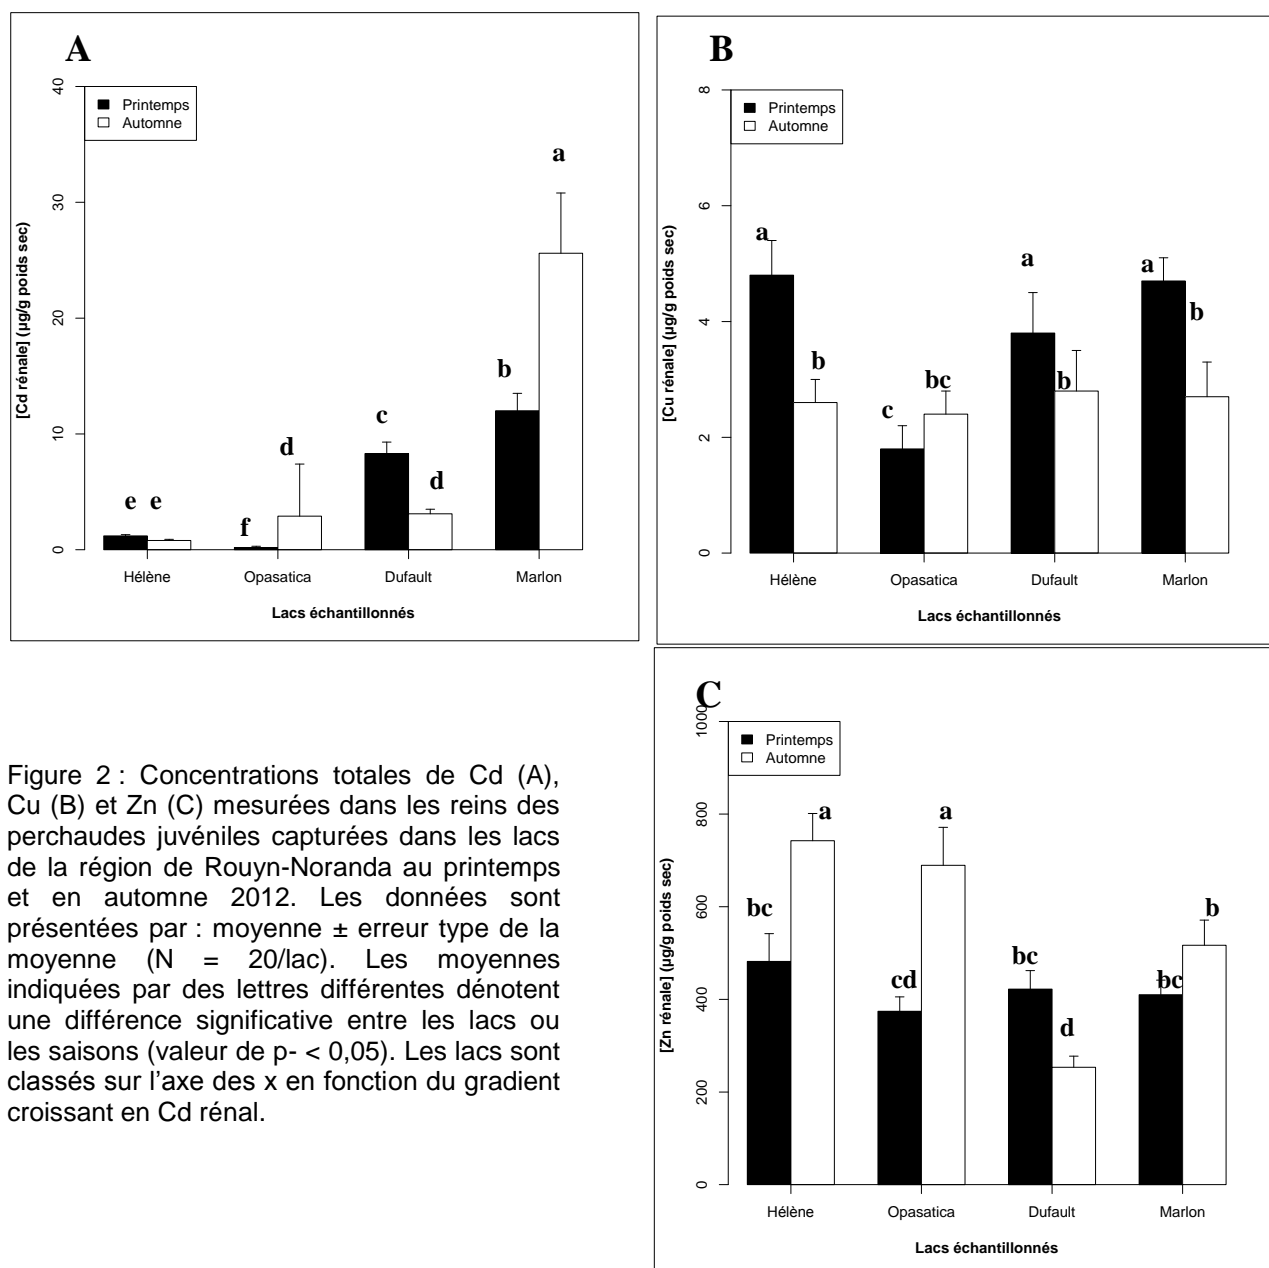 A
40
30
20
10
0
[Cd rénale] (µg/g poids sec)
Printemps
Automne
e e
f
d
c
d
b
a
Hélène Opasatica Dufault Marlon
Lacs échantillonnés
B
8
6
4
2
0
[Cu rénale] (µg/g poids sec)
Printemps
Automne
a
b
c
bc
a
b
a
b
Hélène Opasatica Dufault Marlon
Lacs échantillonnés
C
1000
800
600
400
200
0
[Zn rénale] (µg/g poids sec)
Printemps
Automne
bc
a
cd
a
bc
d
bc
b
Hélène Opasatica Dufault Marlon
Lacs échantillonnés
Figure 2 : Concentrations totales de Cd (A),
Cu (B) et Zn (C) mesurées dans les reins des
perchaudes juvéniles capturées dans les lacs
de la région de Rouyn-Noranda au printemps
et en automne 2012. Les données sont
présentées par : moyenne ± erreur type de la
moyenne (N = 20/lac). Les moyennes
indiquées par des lettres différentes dénotent
une différence significative entre les lacs ou
les saisons (valeur de p- < 0,05). Les lacs sont
classés sur l’axe des x en fonction du gradient
croissant en Cd rénal.